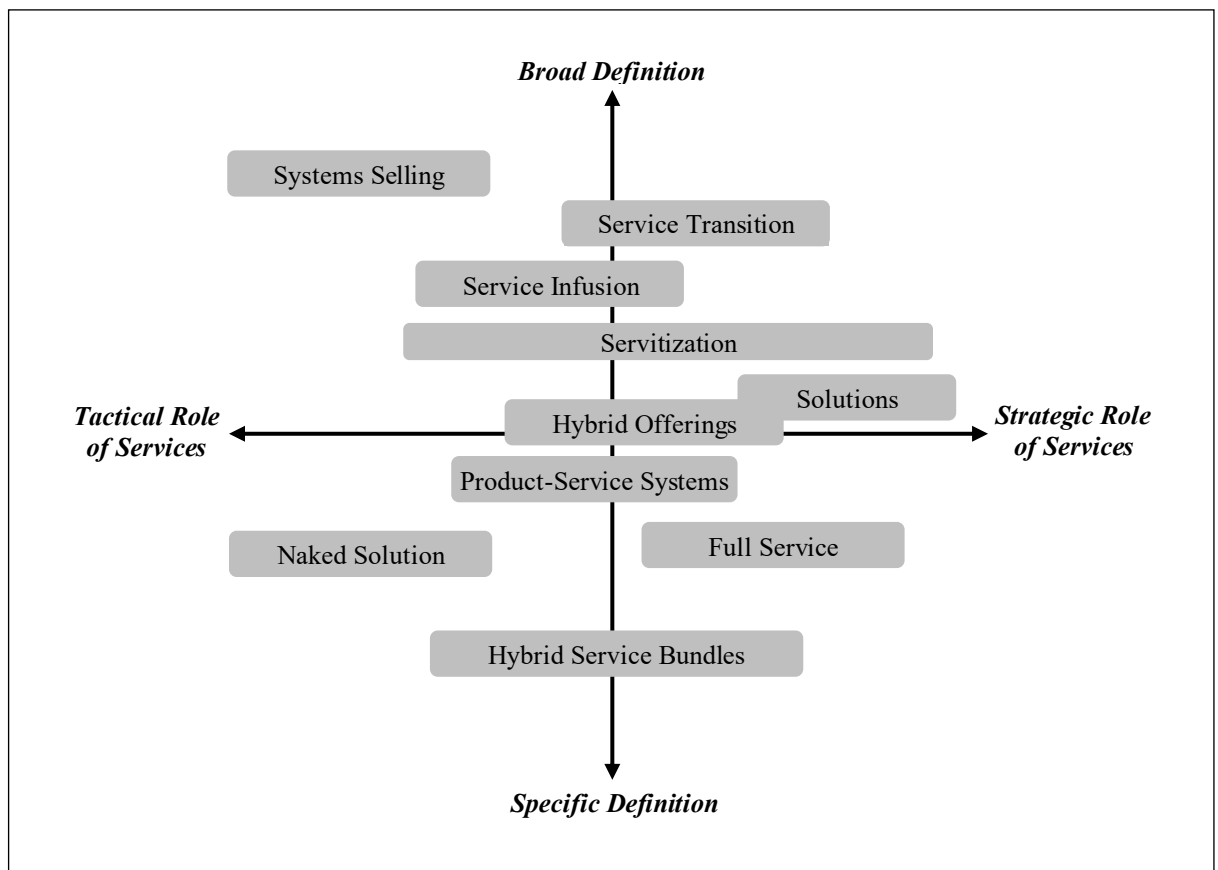 Broad Definition
Systems Selling
Service Transition
Service Infusion
Servitization
Solutions
Hybrid Offerings
Tactical Role
of Services
Strategic Role
of Services
Product-Service Systems
Naked Solution
Full Service
Hybrid Service Bundles
Specific Definition